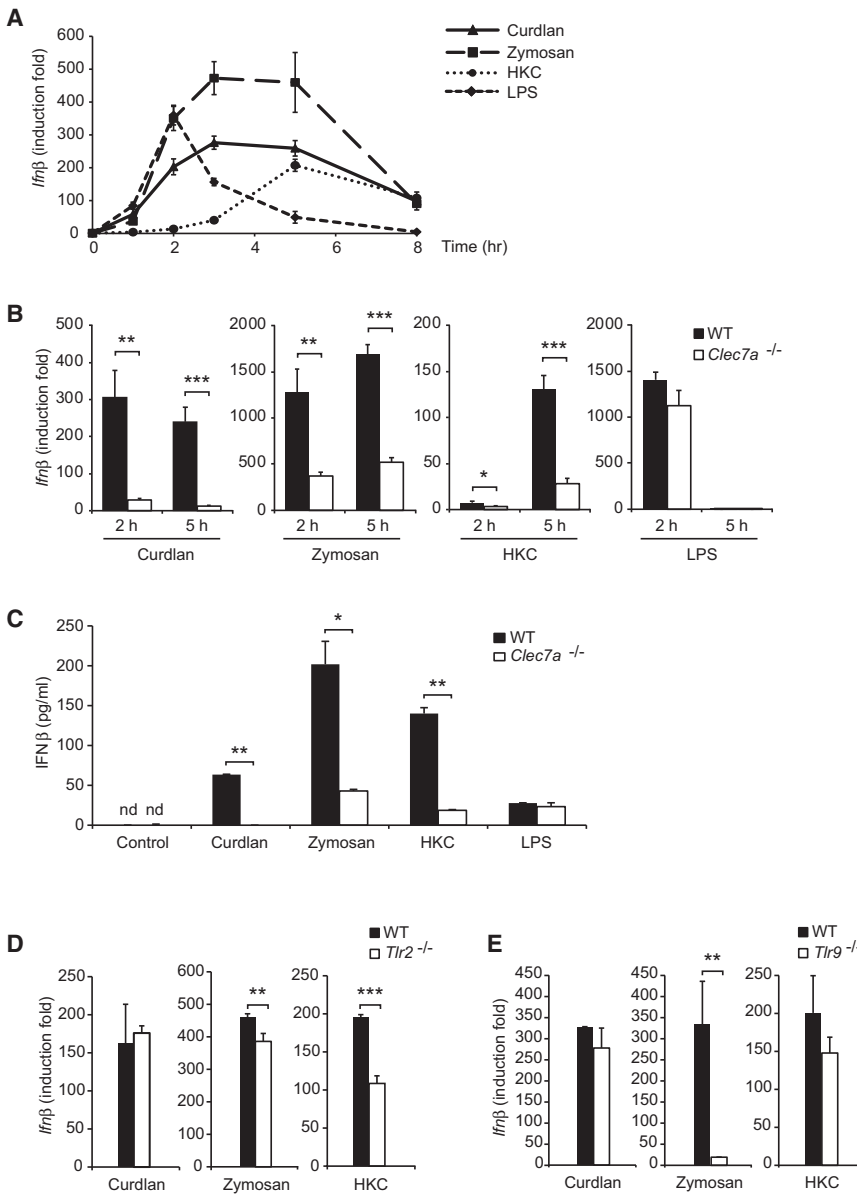 A
600
500
400
300
200
100
0
Ifnβ (induction fold)
0 2 4 6 8 Time (hr)
Curdlan
Zymosan
HKC
LPS
B
Ifnβ (induction fold)
500
400
300
200
100
0
** ***
2 h 5 h
Curdlan
2000
1500
1000
500
0
** ***
2 h 5 h
Zymosan
200
150
100
50
0
* ***
2 h 5 h
HKC
2000
1500
1000
500
0
2 h 5 h
LPS
WT
Clec7a -/-
C
IFNβ (pg/ml)
250
200
150
100
50
0
nd nd
**
*
**
Control Curdlan Zymosan HKC LPS
WT
Clec7a -/-
D
WT
Tlr2 -/-
Ifnβ (induction fold)
250
200
150
100
50
0
Curdlan
600
500
400
300
200
100
0
**
Zymosan
250
200
150
100
50
0
***
HKC
E
WT
Tlr9 -/-
Ifnβ (induction fold)
450
400
350
300
250
300
150
100
50
0
Curdlan
450
400
350
300
250
300
150
100
50
0
**
Zymosan
250
200
150
100
50
0
HKC